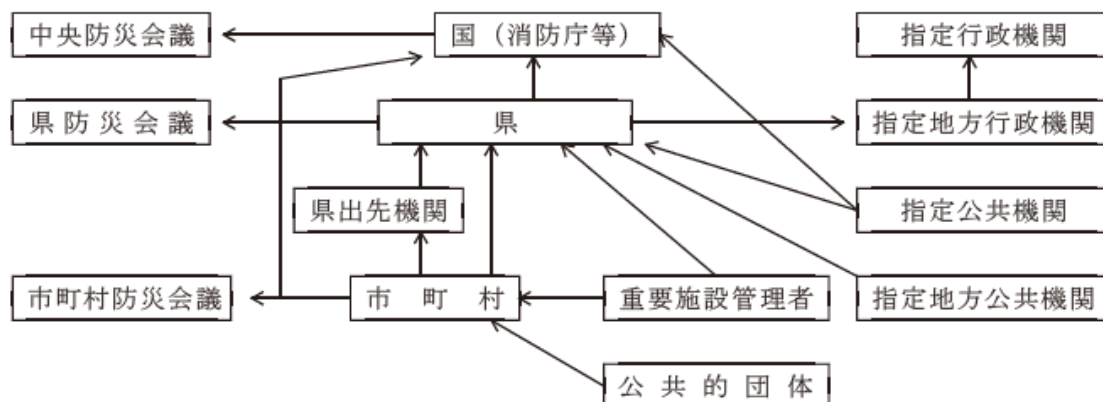 中央防災会議
国（消防庁等）
指定行政機関
県防災会議
県
指定地方行政機関
県出先機関
指定公共機関
市町村防災会議
市町村
重要施設管理者
指定地方公共機関
公共的団体